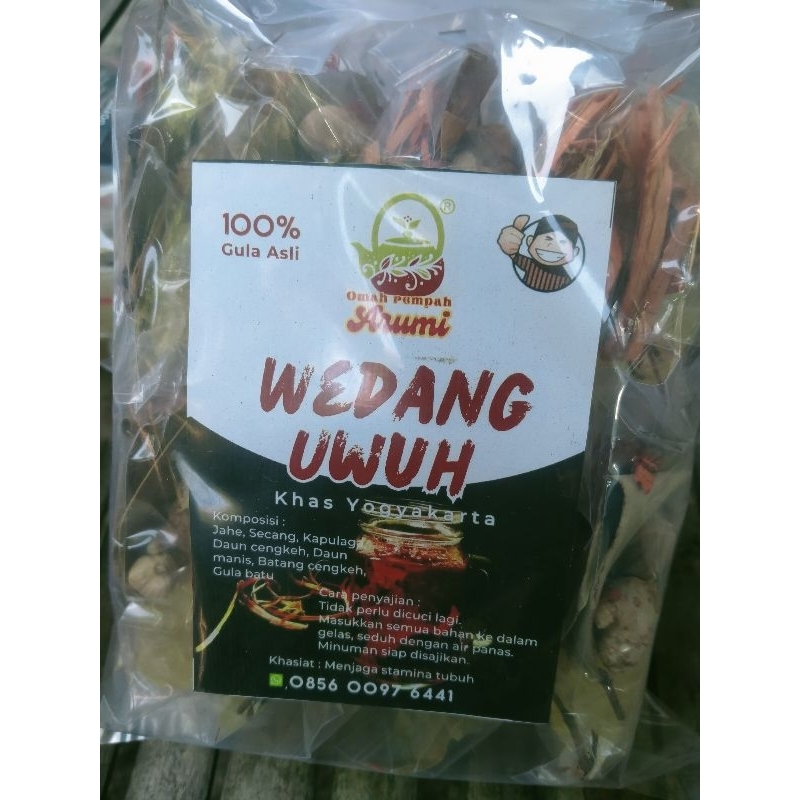 100%
Gula Asli
®
Omah Pempah
Arumi
WEDANG
UWUH
Khas Yogyakarta
Komposisi :
Jahe, Secang, Kapulaga
Daun cengkeh, Daun
manis, Batang cengkeh,
Gula batu
Cara penyajian :
Tidak perlu dicuci lagi.
Masukkan semua bahan ke dalam
gelas, seduh dengan air panas.
Minuman siap disajikan.
Khasiat : Menjaga stamina tubuh
0856 0097 6441